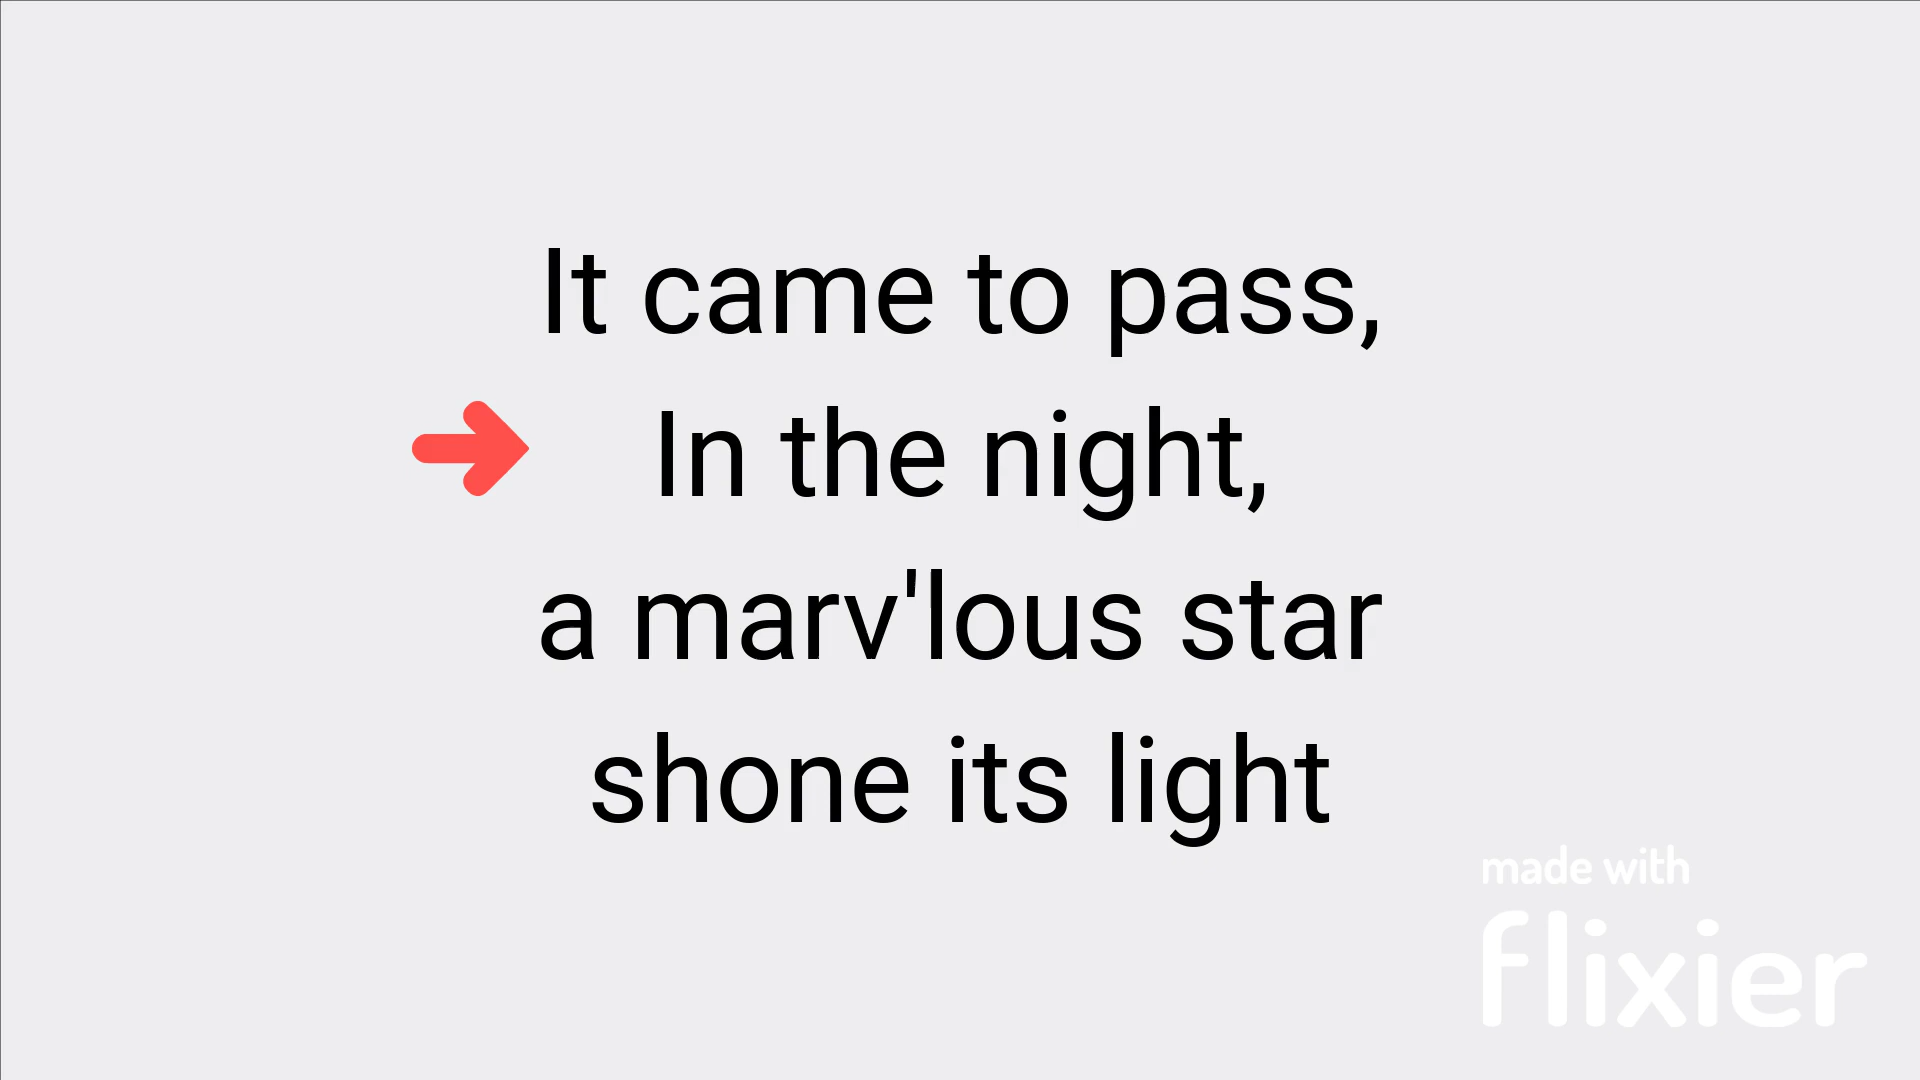 It came to pass,
In the night,
a marv'lous star
shone its light
made with
flixier